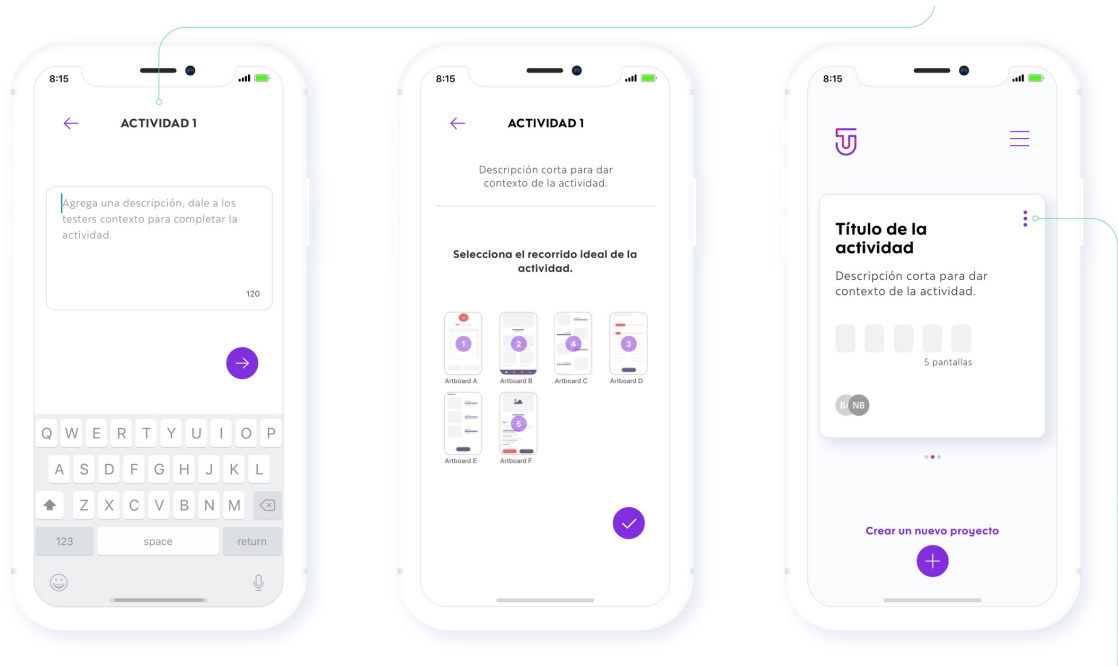 8:15
ACTIVIDAD 1
Agrega una descripción, dale a los
testers contexto para completar la
actividad.
120
Q W E R T Y U I O P
A S D F G H J K L
Z X C V B N M
123 space return
8:15
ACTIVIDAD 1
Descripción corta para dar
contexto de la actividad.
Selecciona el recorrido ideal de la
actividad.
1 2 4 3
Artboard A Artboard B Artboard C Artboard D
5
Artboard E Artboard F
8:15
Título de la
actividad
Descripción corta para dar
contexto de la actividad.
5 pantallas
NB
Crear un nuevo proyecto